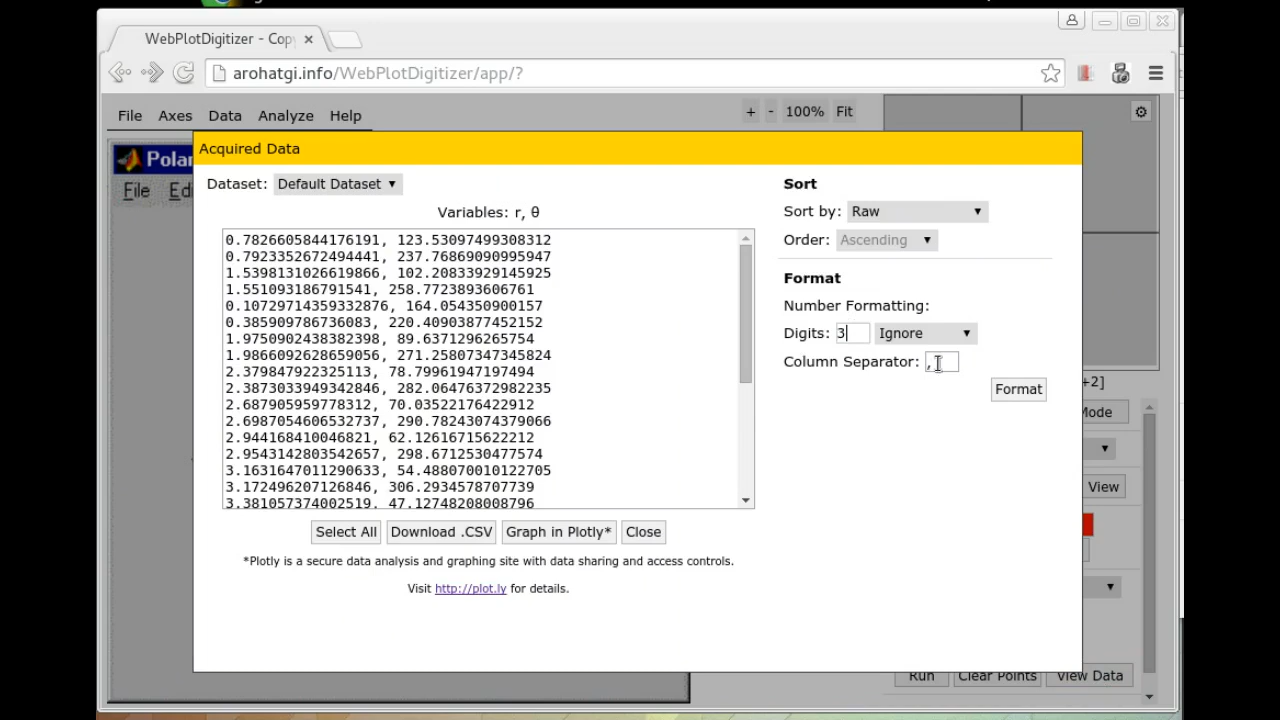 WebPlotDigitizer - Cop
arohatgi.info/WebPlotDigitizer/app/?
File Axes Data Analyze Help
+ - 100% Fit
Polar
File Edi
Acquired Data
Dataset: Default Dataset
Variables: r, θ
0.7826605844176191, 123.53097499308312
0.7923352672494441, 237.76869090995947
1.5398131026619866, 102.20833929145925
1.551093186791541, 258.7723893606761
0.10729714359332876, 164.054350900157
0.385909786736083, 220.40903877452152
1.9750902438382398, 89.6371296265754
1.9866092628659056, 271.25807347345824
2.379847922325113, 78.79961947197494
2.3873033949342846, 282.06476372982235
2.687905959778312, 70.03522176422912
2.6987054606532737, 290.78243074379066
2.944168410046821, 62.12616715622212
2.9543142803542657, 298.6712530477574
3.1631647011290633, 54.488070010122705
3.172496207126846, 306.2934578707739
3.381057374002519, 47.12748208008796
Select All Download .CSV Graph in Plotly* Close
*Plotly is a secure data analysis and graphing site with data sharing and access controls.
Visit http://plot.ly for details.
Sort
Sort by: Raw
Order: Ascending
Format
Number Formatting:
Digits: 3 Ignore
Column Separator: ,
Format
+2]
Mode
View
Run Clear Points View Data